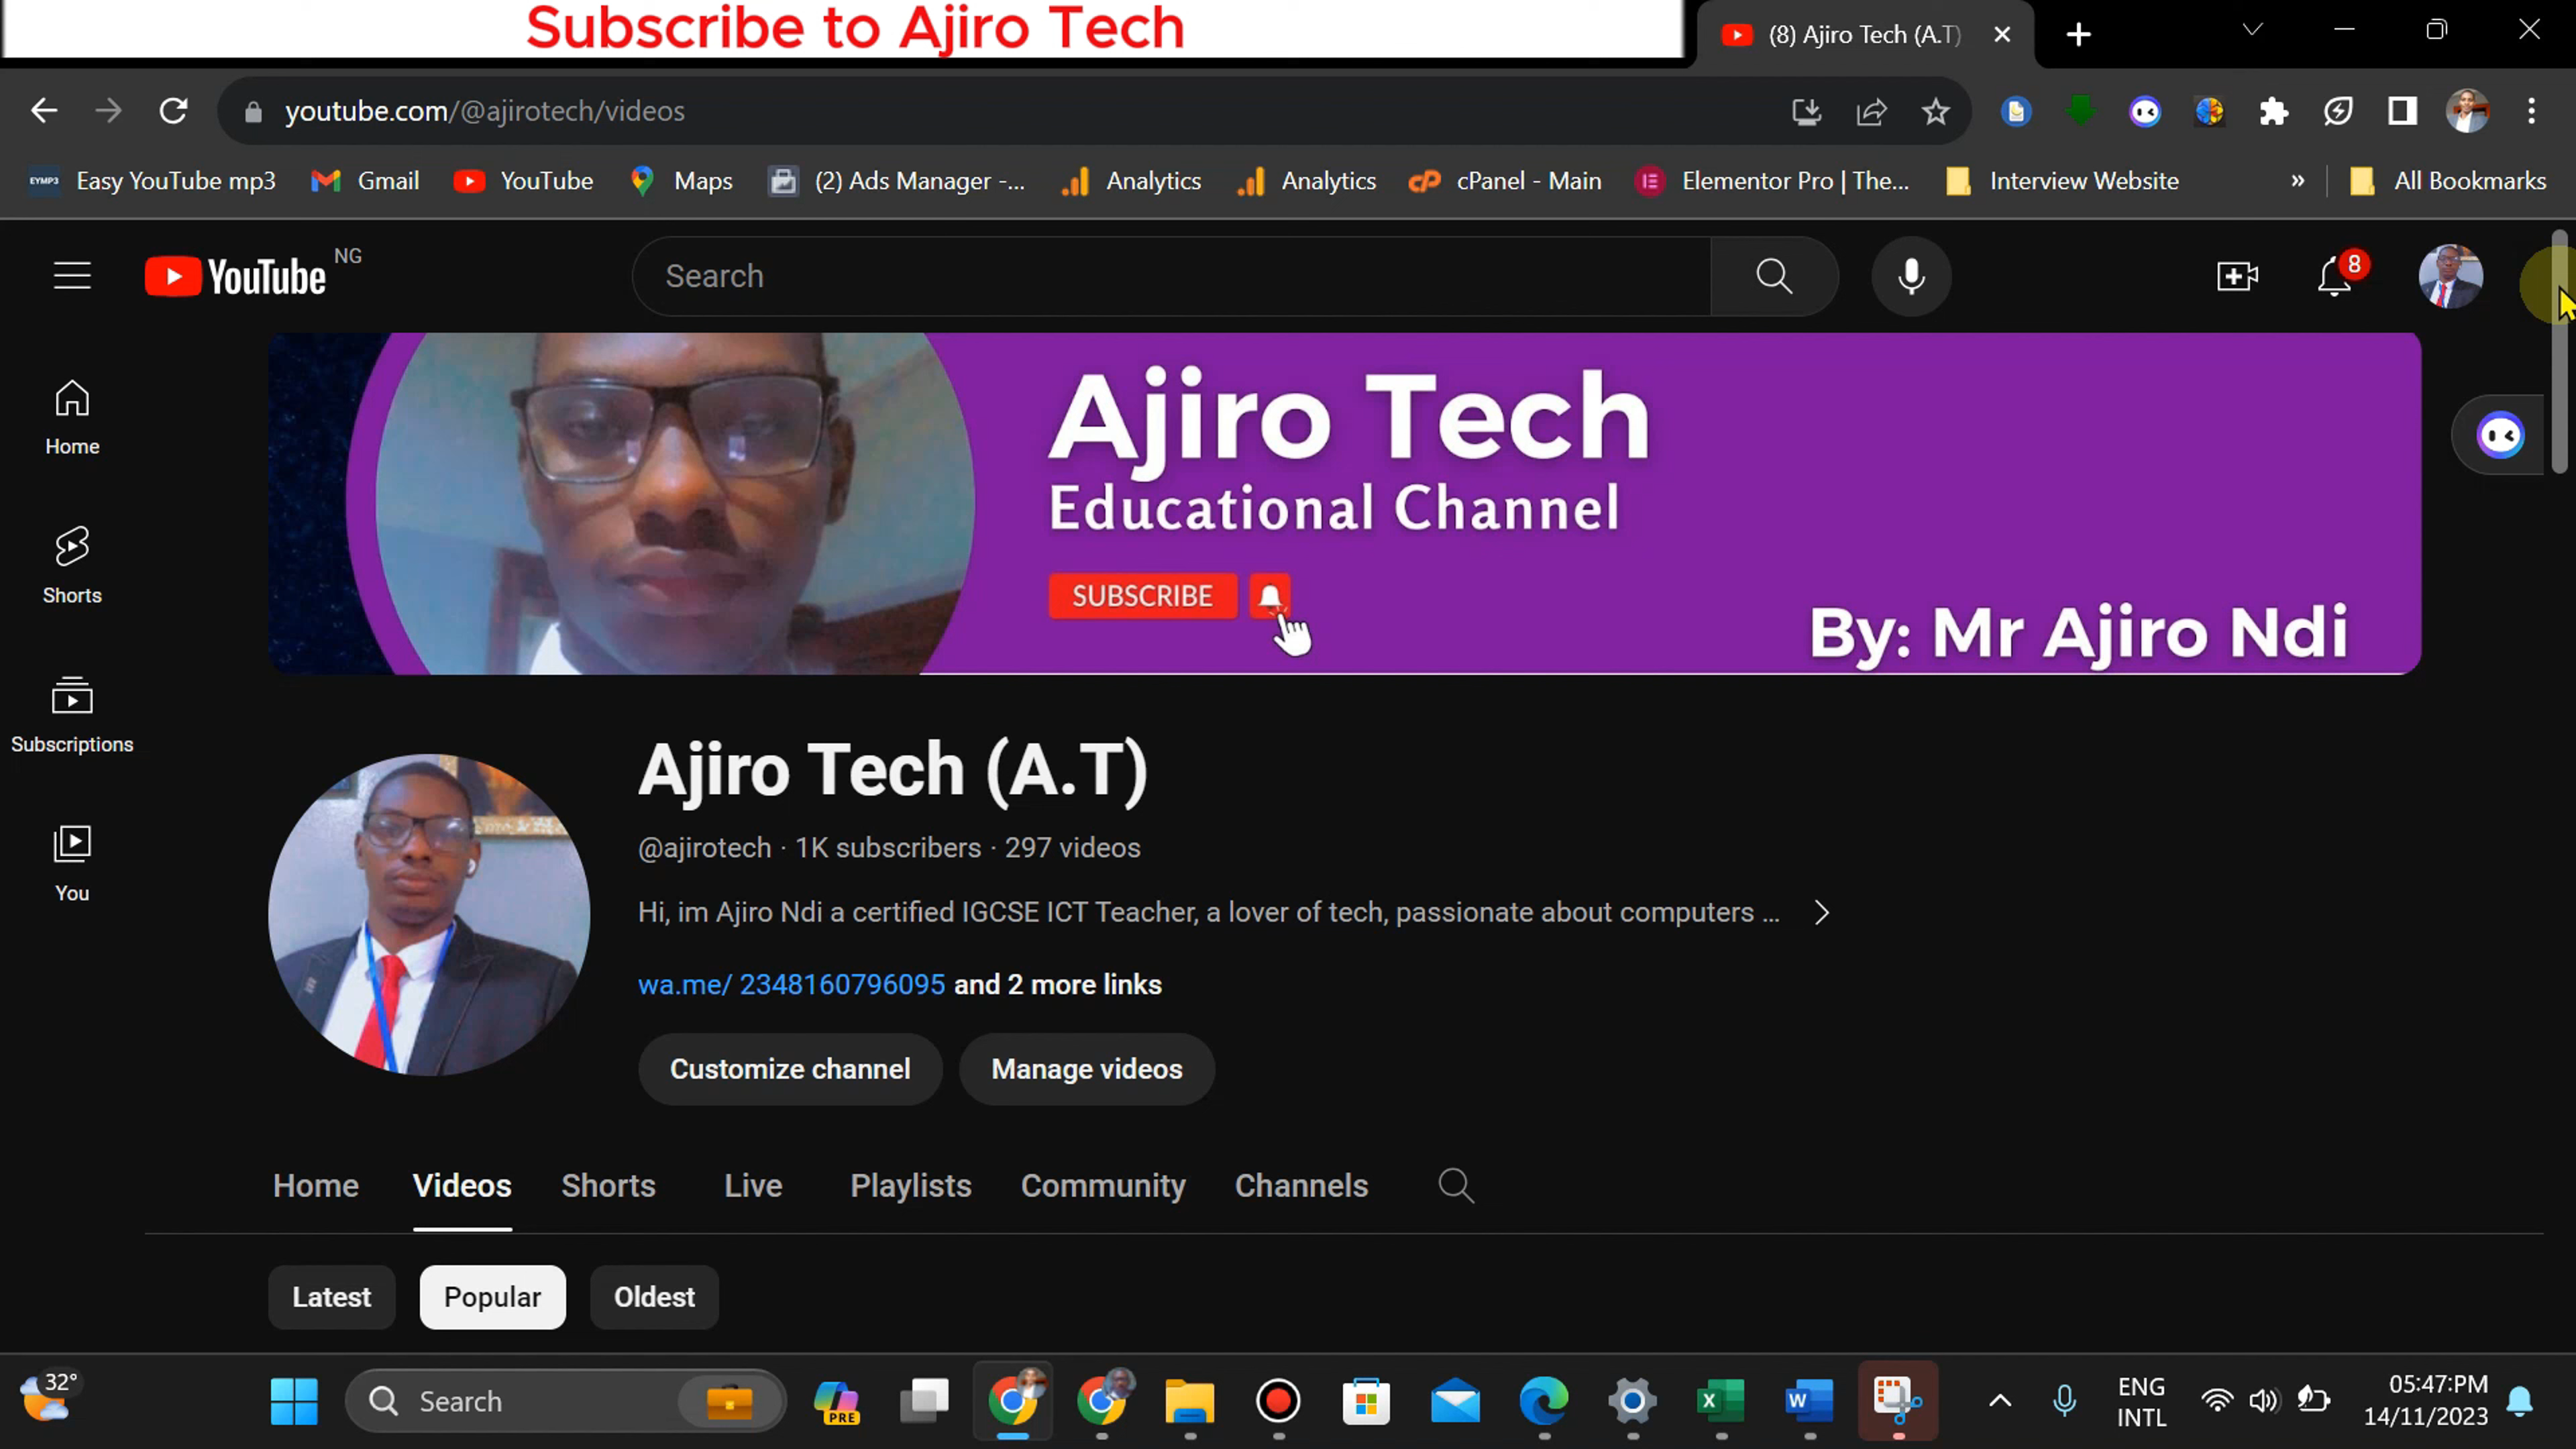 Subscribe to Ajiro Tech
(8) Ajiro Tech (A.T)
youtube.com/@ajirotech/videos
EYMP3 Easy YouTube mp3 Gmail YouTube Maps (2) Ads Manager -... Analytics Analytics cPanel - Main Elementor Pro | The... Interview Website » All Bookmarks
YouTube NG
Search
8
Home
Shorts
Subscriptions
You
Ajiro Tech
Educational Channel
SUBSCRIBE
By: Mr Ajiro Ndi
Ajiro Tech (A.T)
@ajirotech · 1K subscribers · 297 videos
Hi, im Ajiro Ndi a certified IGCSE ICT Teacher, a lover of tech, passionate about computers ...
wa.me/ 2348160796095 and 2 more links
Customize channel Manage videos
Home Videos Shorts Live Playlists Community Channels
Latest Popular Oldest
32°
Search
PRE
ENG
INTL
05:47:PM
14/11/2023